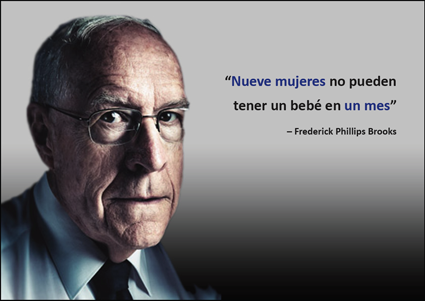 “Nueve mujeres no pueden
tener un bebé en un mes”
– Frederick Phillips Brooks